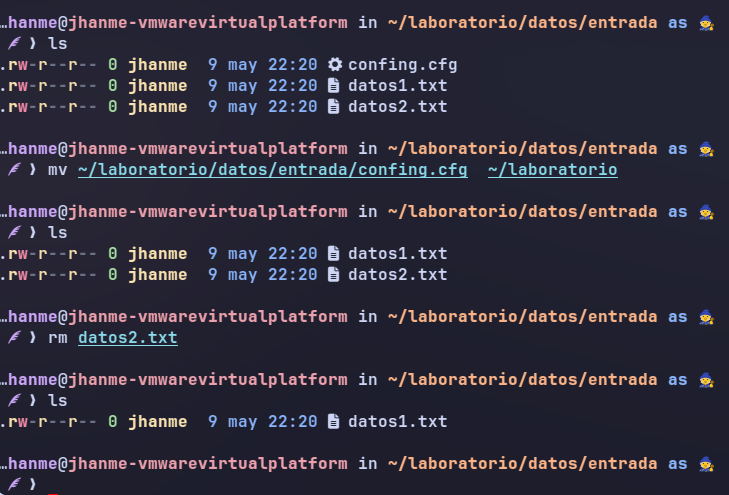 …hanme@jhanme-vmwarevirtualplatform in ~/laboratorio/datos/entrada as 🧙
❯ ls
.rw-r--r-- 0 jhanme 9 may 22:20 confing.cfg
.rw-r--r-- 0 jhanme 9 may 22:20 datos1.txt
.rw-r--r-- 0 jhanme 9 may 22:20 datos2.txt
…hanme@jhanme-vmwarevirtualplatform in ~/laboratorio/datos/entrada as 🧙
❯ mv ~/laboratorio/datos/entrada/confing.cfg ~/laboratorio
…hanme@jhanme-vmwarevirtualplatform in ~/laboratorio/datos/entrada as 🧙
❯ ls
.rw-r--r-- 0 jhanme 9 may 22:20 datos1.txt
.rw-r--r-- 0 jhanme 9 may 22:20 datos2.txt
…hanme@jhanme-vmwarevirtualplatform in ~/laboratorio/datos/entrada as 🧙
❯ rm datos2.txt
…hanme@jhanme-vmwarevirtualplatform in ~/laboratorio/datos/entrada as 🧙
❯ ls
.rw-r--r-- 0 jhanme 9 may 22:20 datos1.txt
…hanme@jhanme-vmwarevirtualplatform in ~/laboratorio/datos/entrada as 🧙
❯